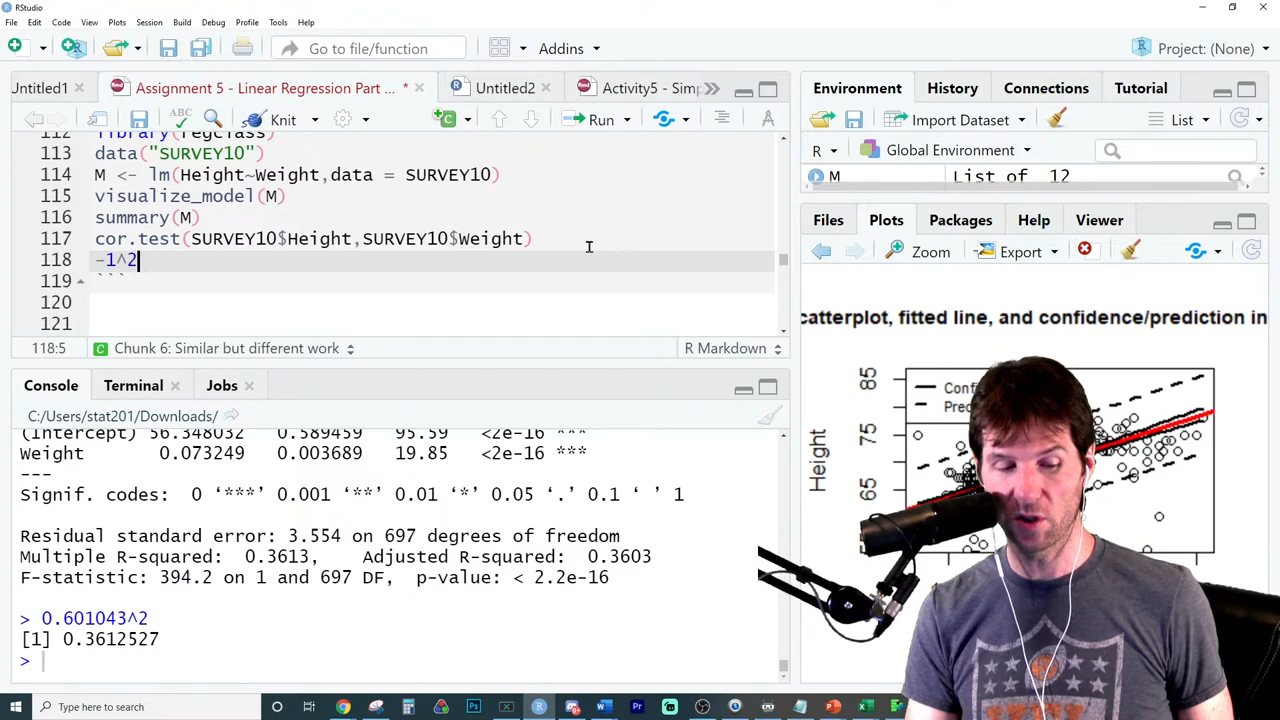 RStudio
File Edit Code View Plots Session Build Debug Profile Tools Help
Go to file/function
Addins
Project: (None)
Untitled1
Assignment 5 - Linear Regression Part ... *
Untitled2
Activity5 - Sim
Knit
Run
112 library(regClass)
113 data("SURVEY10")
114 M <- lm(Height~Weight,data = SURVEY10)
115 visualize_model(M)
116 summary(M)
117 cor.test(SURVEY10$Height,SURVEY10$Weight)
118 -1^2
119 ```
120
121
118:5 Chunk 6: Similar but different work R Markdown
Console Terminal Jobs
C:/Users/stat201/Downloads/
(Intercept) 56.348032 0.589459 95.59 <2e-16 ***
Weight 0.073249 0.003689 19.85 <2e-16 ***
---
Signif. codes: 0 ‘***’ 0.001 ‘**’ 0.01 ‘*’ 0.05 ‘.’ 0.1 ‘ ’ 1
Residual standard error: 3.554 on 697 degrees of freedom
Multiple R-squared: 0.3613, Adjusted R-squared: 0.3603
F-statistic: 394.2 on 1 and 697 DF, p-value: < 2.2e-16
> 0.601043^2
[1] 0.3612527
>
Environment History Connections Tutorial
Import Dataset
List
R
Global Environment
M List of 12
Files Plots Packages Help Viewer
Zoom
Export
catterplot, fitted line, and confidence/prediction in
Height
85
75
65
Conf
Pre
Type here to search